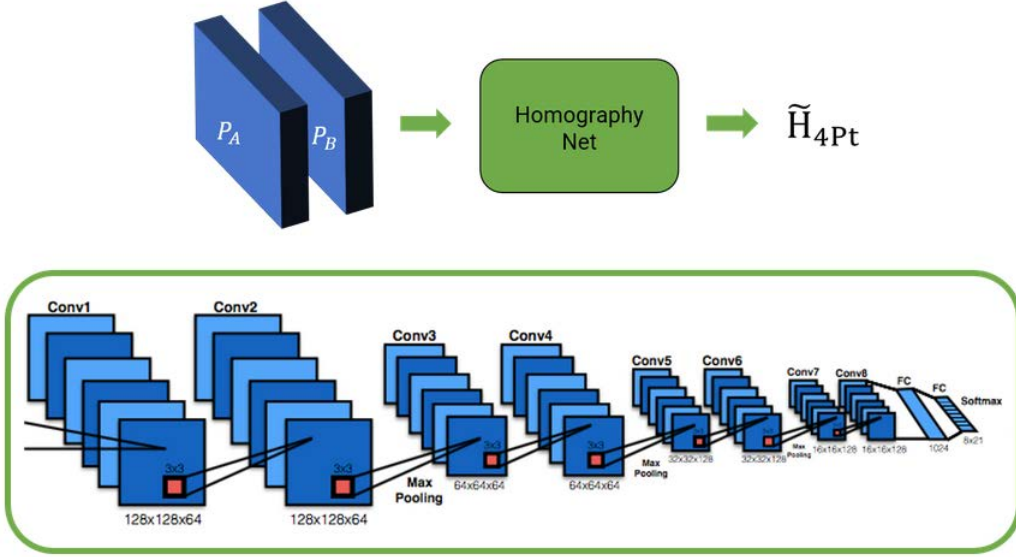 P_A
P_B
Homography
Net
H̃_4Pt
Conv1
Conv2
Conv3
Conv4
Conv5
Conv6
Conv7
Conv8
FC
FC
Softmax
3x3
3x3
3x3
3x3
3x3
Max
Pooling
Max
Pooling
Max
Pooling
128x128x64
128x128x64
64x64x64
64x64x64
32x32x128
32x32x128
16x16x128
16x16x128
1024
8x21